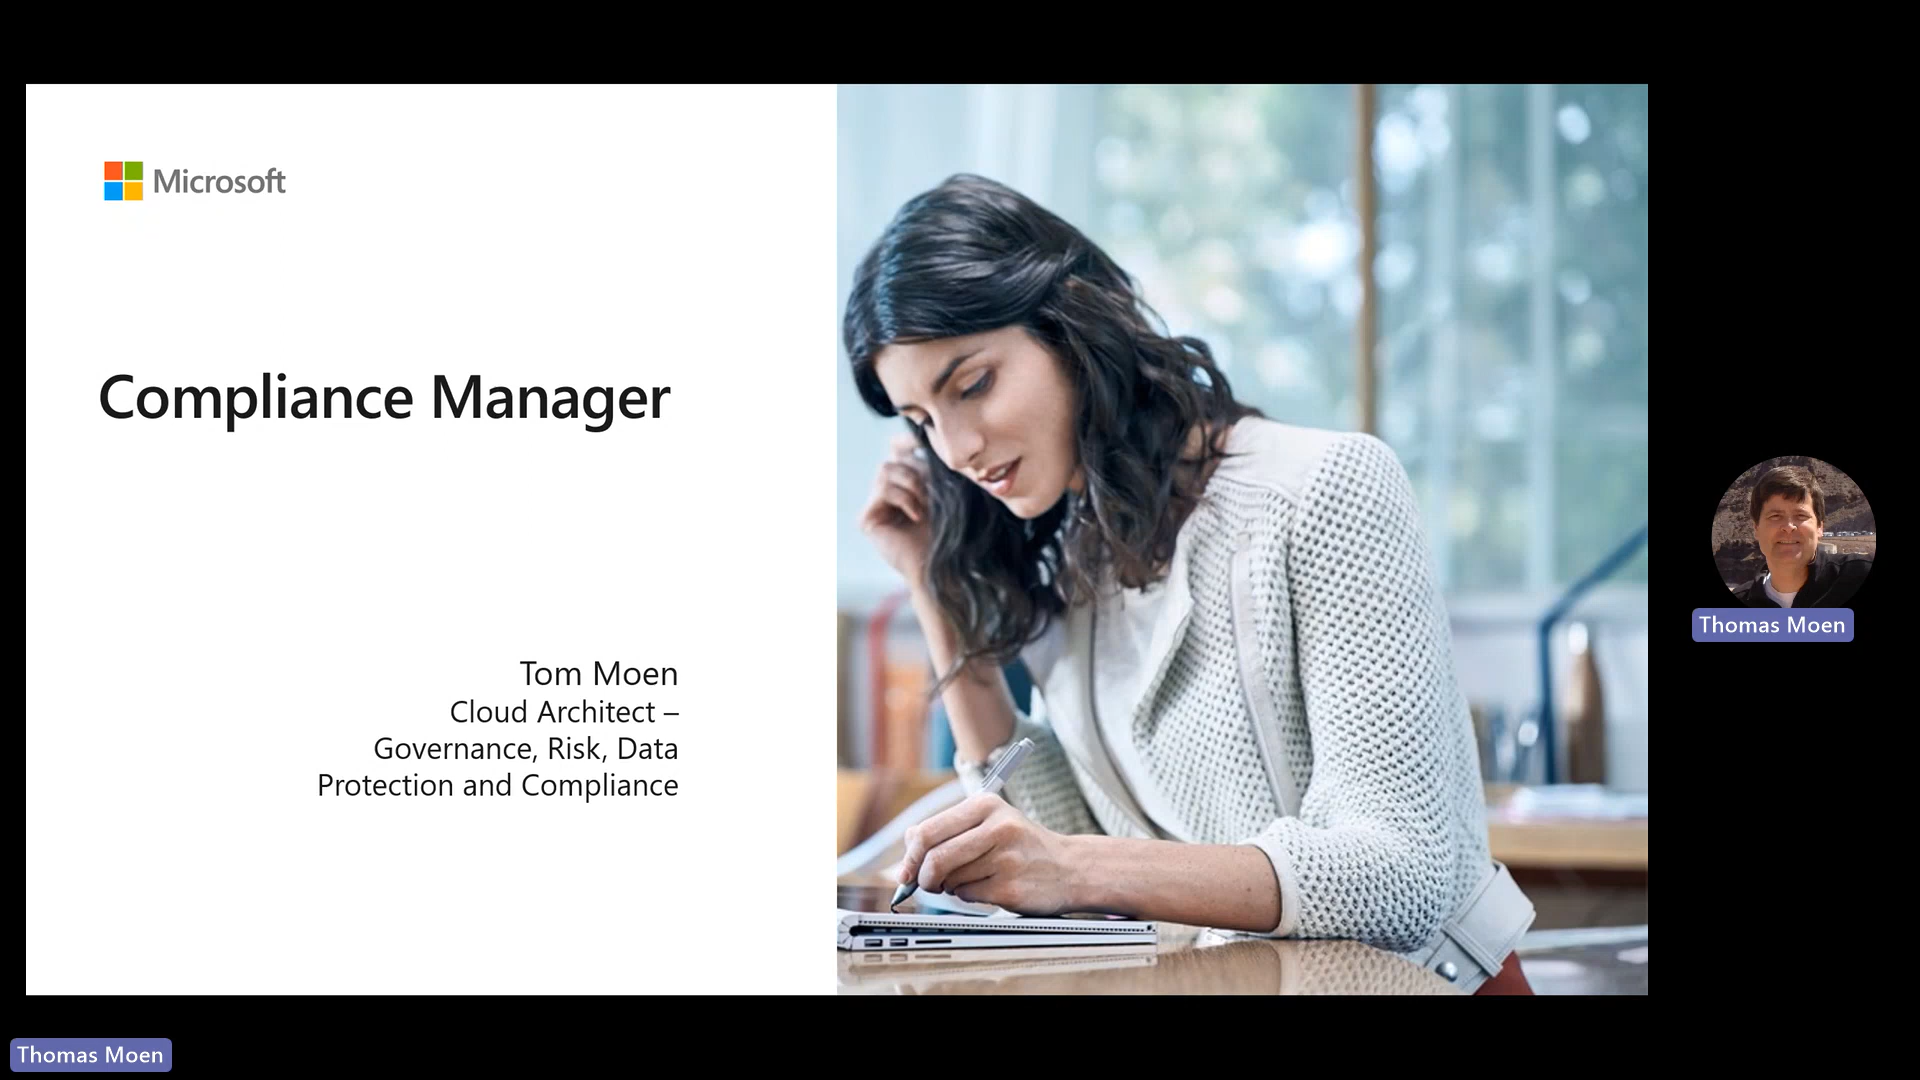 Microsoft
Compliance Manager
Tom Moen
Cloud Architect –
Governance, Risk, Data
Protection and Compliance
Thomas Moen
Thomas Moen